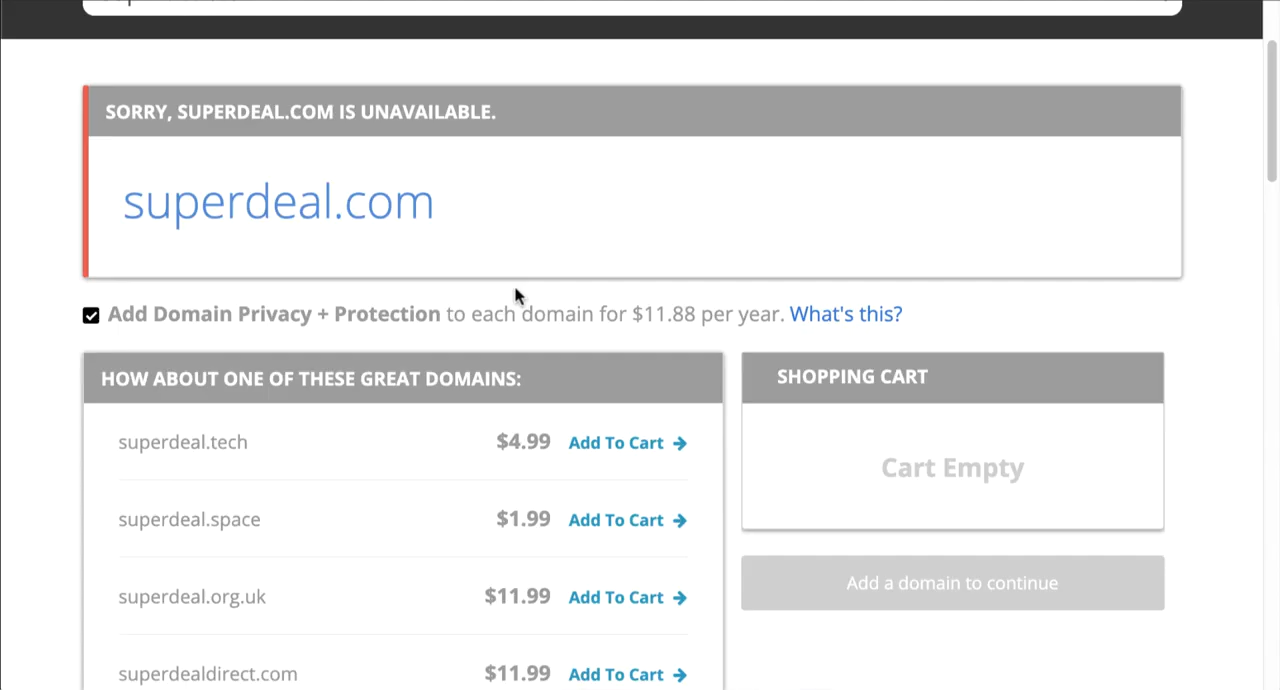 SORRY, SUPERDEAL.COM IS UNAVAILABLE.
superdeal.com
Add Domain Privacy + Protection to each domain for $11.88 per year. What's this?
HOW ABOUT ONE OF THESE GREAT DOMAINS:
superdeal.tech $4.99 Add To Cart →
superdeal.space $1.99 Add To Cart →
superdeal.org.uk $11.99 Add To Cart →
superdealdirect.com $11.99 Add To Cart →
SHOPPING CART
Cart Empty
Add a domain to continue